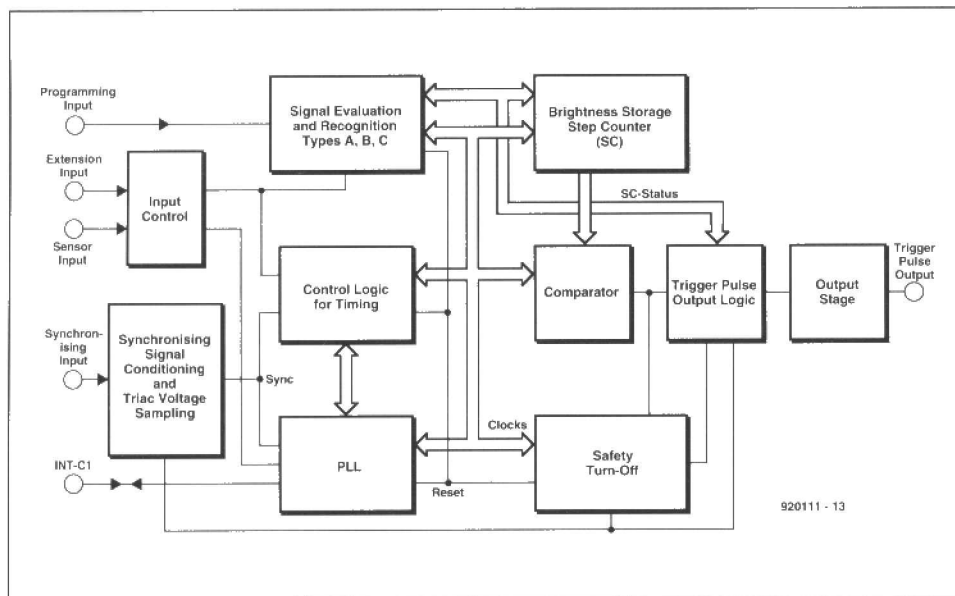 Programming
Input
Extension
Input
Sensor
Input
Synchron-
ising
Input
INT-C1
Input
Control
Synchronising
Signal
Conditioning
and
Triac Voltage
Sampling
Signal Evaluation
and Recognition
Types A, B, C
Control Logic
for Timing
Sync
PLL
Reset
Brightness Storage
Step Counter
(SC)
SC-Status
Comparator
Trigger Pulse
Output Logic
Output
Stage
Trigger
Pulse
Output
Clocks
Safety
Turn-Off
920111 - 13